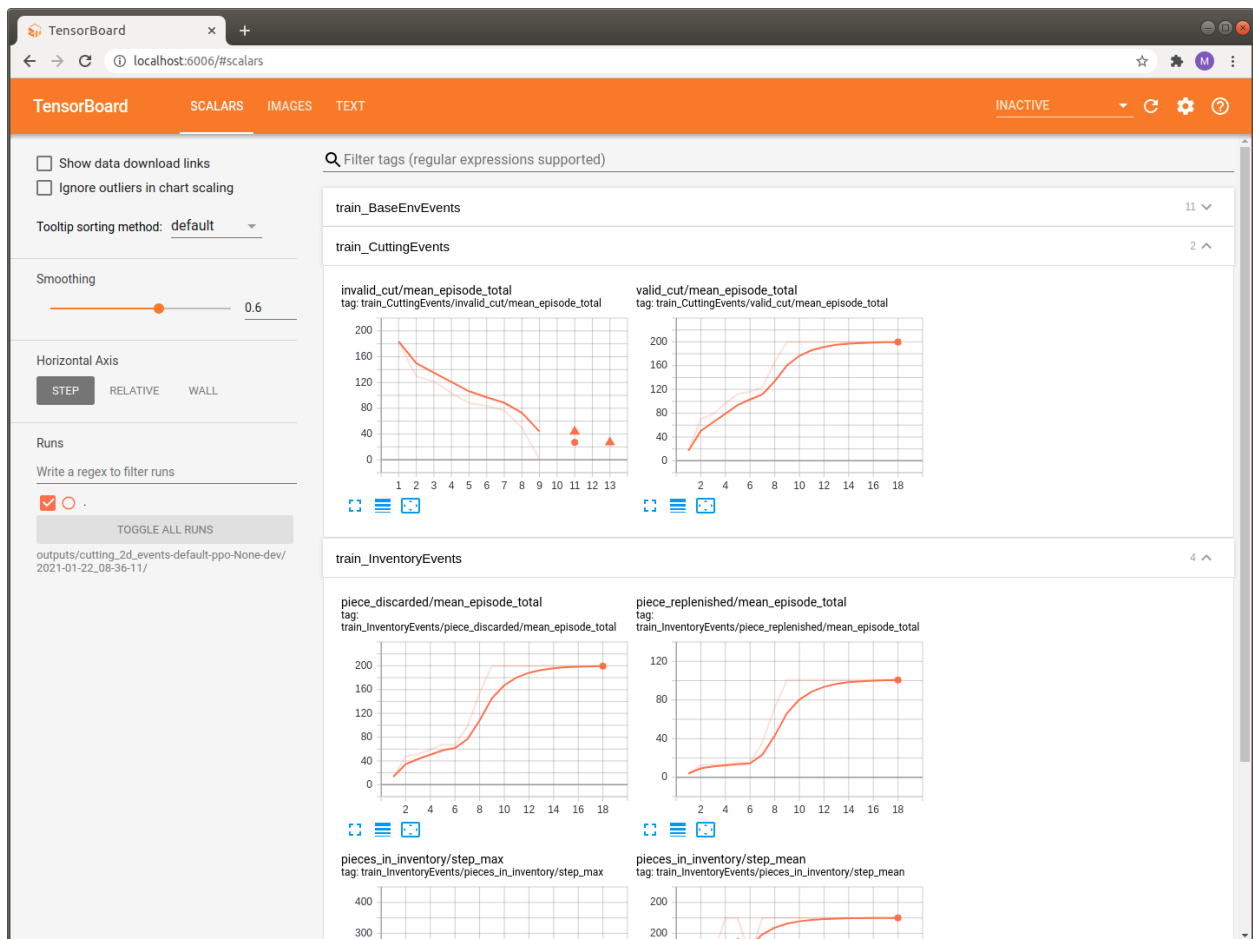 TensorBoard
localhost:6006/#scalars
M
TensorBoard SCALARS IMAGES TEXT INACTIVE
Show data download links
Ignore outliers in chart scaling
Tooltip sorting method: default
Smoothing
0.6
Horizontal Axis
STEP RELATIVE WALL
Runs
Write a regex to filter runs
.
TOGGLE ALL RUNS
outputs/cutting_2d_events-default-ppo-None-dev/
2021-01-22_08-36-11/
Filter tags (regular expressions supported)
train_BaseEnvEvents 11
train_CuttingEvents 2
invalid_cut/mean_episode_total
tag: train_CuttingEvents/invalid_cut/mean_episode_total
200
160
120
80
40
0
1 2 3 4 5 6 7 8 9 10 11 12 13
valid_cut/mean_episode_total
tag: train_CuttingEvents/valid_cut/mean_episode_total
200
160
120
80
40
0
2 4 6 8 10 12 14 16 18
train_InventoryEvents 4
piece_discarded/mean_episode_total
tag:
train_InventoryEvents/piece_discarded/mean_episode_total
200
160
120
80
40
0
2 4 6 8 10 12 14 16 18
piece_replenished/mean_episode_total
tag:
train_InventoryEvents/piece_replenished/mean_episode_total
120
80
40
0
2 4 6 8 10 12 14 16 18
pieces_in_inventory/step_max
tag: train_InventoryEvents/pieces_in_inventory/step_max
400
300
pieces_in_inventory/step_mean
tag: train_InventoryEvents/pieces_in_inventory/step_mean
200
200